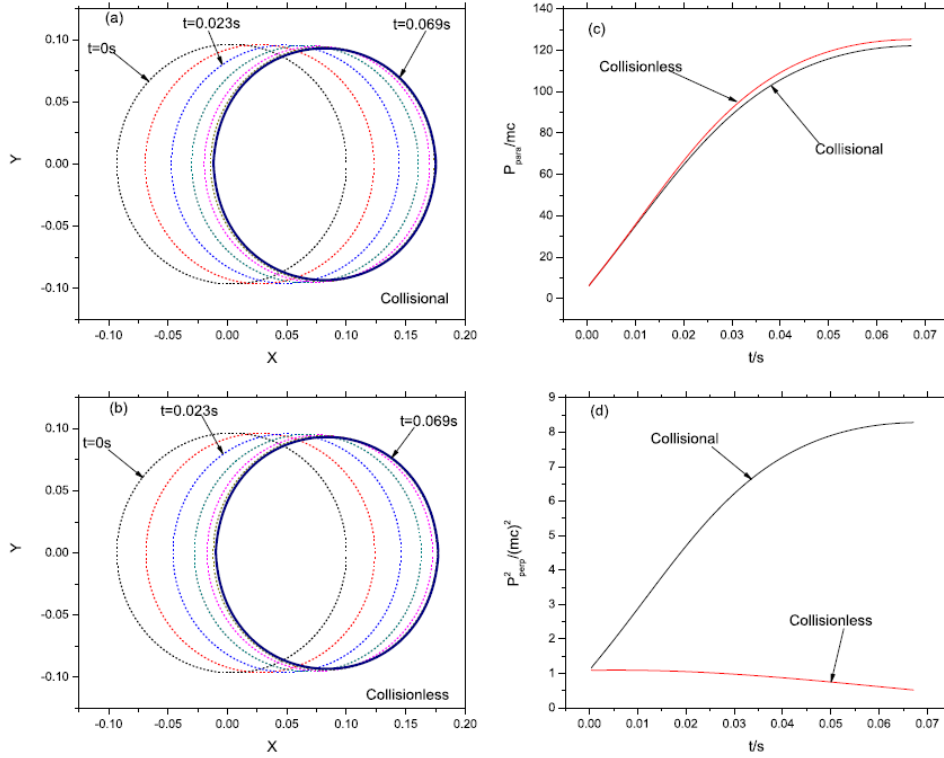 (a)
t=0.023s
t=0.069s
t=0s
0.10
0.05
0.00
-0.05
-0.10
Y
Collisional
-0.10 -0.05 0.00 0.05 0.10 0.15 0.20
X
(c)
140
120
100
80
60
40
20
0
P_para/mc
Collisionless
Collisional
0.00 0.01 0.02 0.03 0.04 0.05 0.06 0.07
t/s
(b)
t=0.023s
t=0.069s
t=0s
0.10
0.05
0.00
-0.05
-0.10
Y
Collisionless
-0.10 -0.05 0.00 0.05 0.10 0.15 0.20
X
(d)
9
8
7
6
5
4
3
2
1
0
P²_perp/(mc)²
Collisional
Collisionless
0.00 0.01 0.02 0.03 0.04 0.05 0.06 0.07
t/s